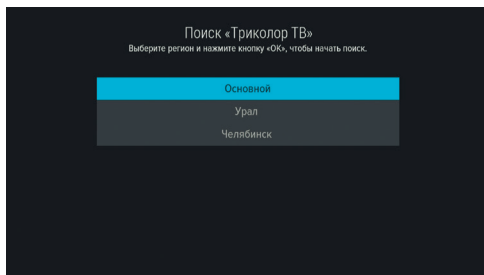 Поиск «Триколор ТВ»
Выберите регион и нажмите кнопку «ОК», чтобы начать поиск.
Основной
Урал
Челябинск